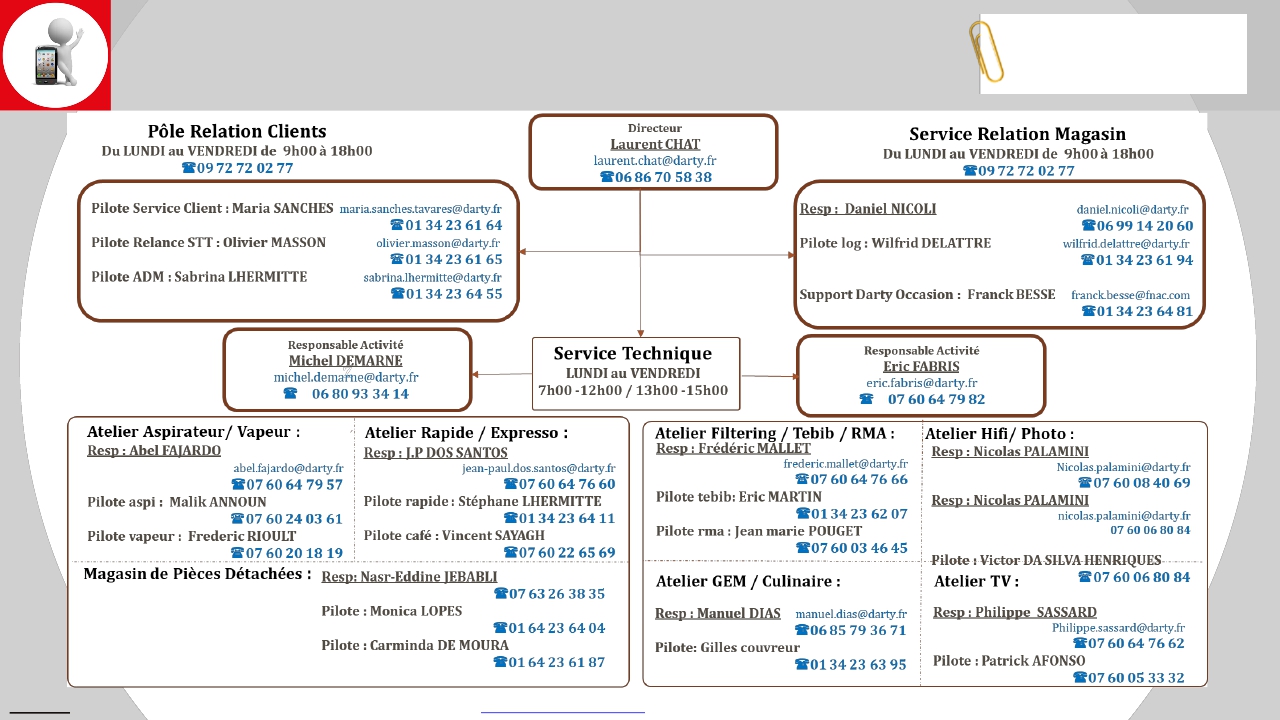 Pôle Relation Clients
Du LUNDI au VENDREDI de 9h00 à 18h00
☎09 72 72 02 77
Directeur
Laurent CHAT
laurent.chat@darty.fr
☎06 86 70 58 38
Service Relation Magasin
Du LUNDI au VENDREDI de 9h00 à 18h00
☎09 72 72 02 77
Pilote Service Client : Maria SANCHES maria.sanches.tavares@darty.fr
☎01 34 23 61 64
Pilote Relance STT : Olivier MASSON olivier.masson@darty.fr
☎01 34 23 61 65
Pilote ADM : Sabrina LHERMITTE sabrina.lhermitte@darty.fr
☎01 34 23 64 55
Resp : Daniel NICOLI daniel.nicoli@darty.fr
☎06 99 14 20 60
Pilote log : Wilfrid DELATTRE wilfrid.delattre@darty.fr
☎01 34 23 61 94
Support Darty Occasion : Franck BESSE franck.besse@fnac.com
☎01 34 23 64 81
Responsable Activité
Michel DEMARNE
michel.demarne@darty.fr
☎ 06 80 93 34 14
Service Technique
LUNDI au VENDREDI
7h00 -12h00 / 13h00 -15h00
Responsable Activité
Eric FABRIS
eric.fabris@darty.fr
☎ 07 60 64 79 82
Atelier Aspirateur/ Vapeur :
Resp : Abel FAJARDO
abel.fajardo@darty.fr
☎07 60 64 79 57
Pilote aspi : Malik ANNOUN
☎07 60 24 03 61
Pilote vapeur : Frederic RIOULT
☎07 60 20 18 19
Atelier Rapide / Expresso :
Resp : J.P DOS SANTOS
jean-paul.dos.santos@darty.fr
☎07 60 64 76 60
Pilote rapide : Stéphane LHERMITTE
☎01 34 23 64 11
Pilote café : Vincent SAYAGH
☎07 60 22 65 69
Magasin de Pièces Détachées : Resp: Nasr-Eddine JEBABLI
☎07 63 26 38 35
Pilote : Monica LOPES
☎01 64 23 64 04
Pilote : Carminda DE MOURA
☎01 64 23 61 87
Atelier Filtering / Tebib / RMA :
Resp : Frédéric MALLET
frederic.mallet@darty.fr
☎07 60 64 76 66
Pilote tebib: Eric MARTIN
☎01 34 23 62 07
Pilote rma : Jean marie POUGET
☎07 60 03 46 45
Atelier Hifi/ Photo :
Resp : Nicolas PALAMINI
Nicolas.palamini@darty.fr
☎07 60 08 40 69
Resp : Nicolas PALAMINI
nicolas.palamini@darty.fr
07 60 06 80 84
Pilote : Victor DA SILVA HENRIQUES
☎07 60 06 80 84
Atelier GEM / Culinaire :
Resp : Manuel DIAS manuel.dias@darty.fr
☎06 85 79 36 71
Pilote: Gilles couvreur
☎01 34 23 63 95
Atelier TV :
Resp : Philippe SASSARD
Philippe.sassard@darty.fr
☎07 60 64 76 62
Pilote : Patrick AFONSO
☎07 60 05 33 32